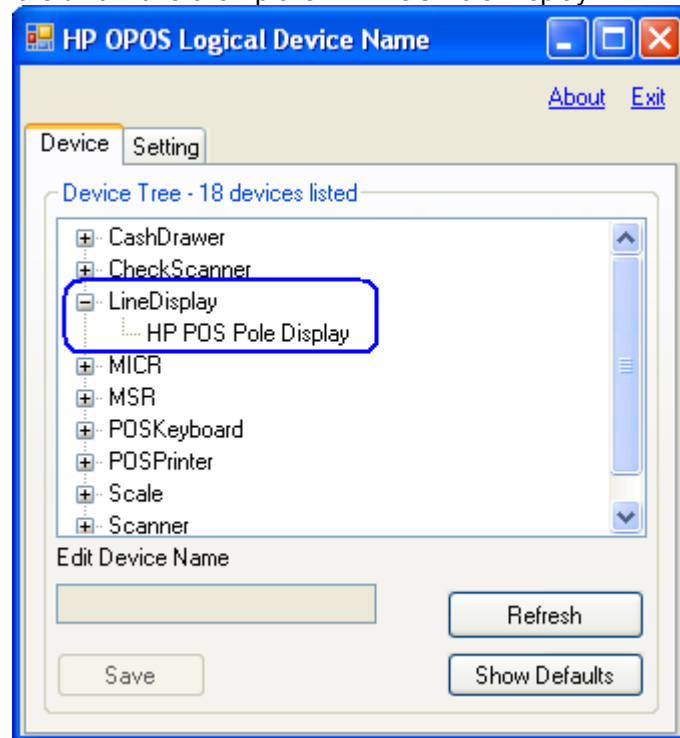 HP OPOS Logical Device Name
About Exit
Device Setting
Device Tree - 18 devices listed
CashDrawer
CheckScanner
LineDisplay
HP POS Pole Display
MICR
MSR
POSKeyboard
POSPrinter
Scale
Scanner
Edit Device Name
Refresh
Save Show Defaults